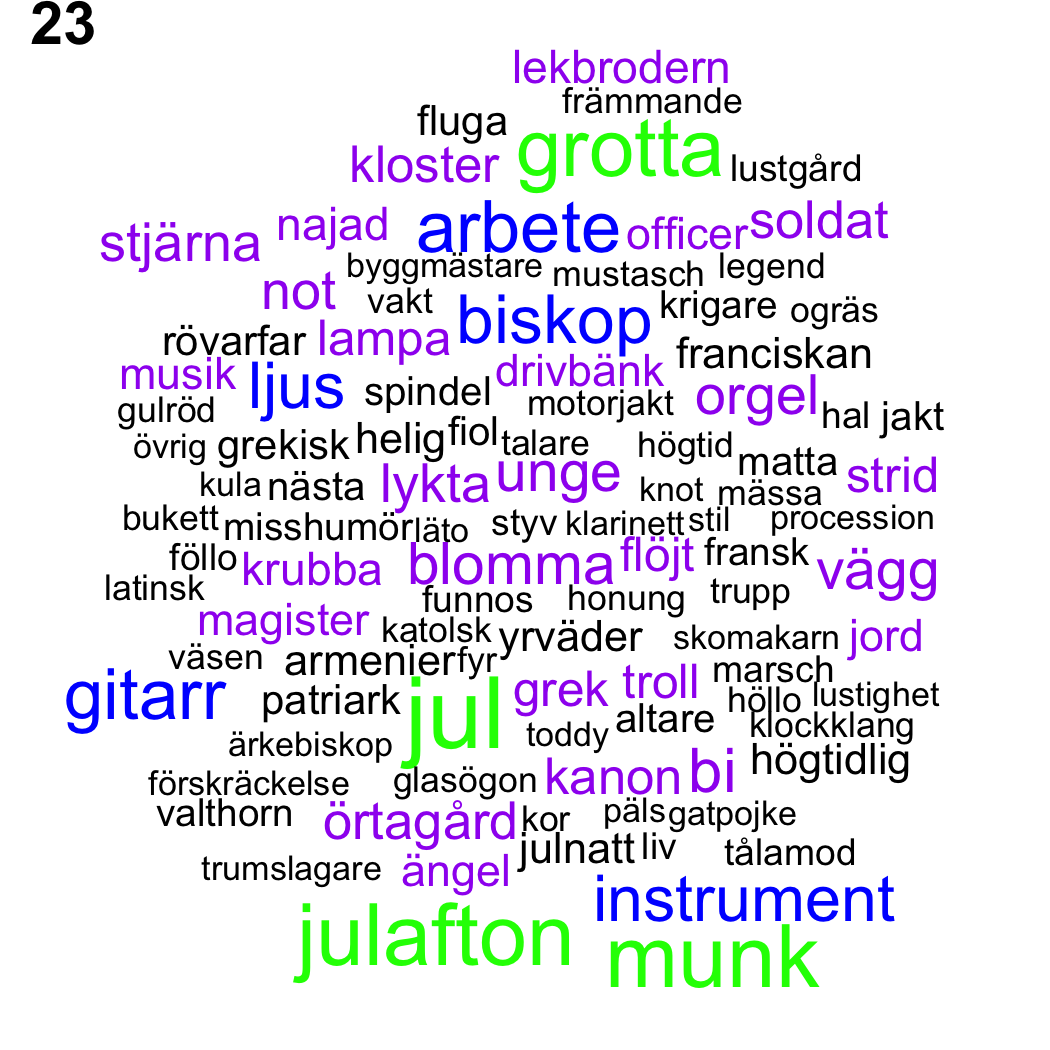 23
lekbrodern
främmande
fluga
kloster grotta lustgård
stjärna najad arbete officer soldat
byggmästare mustasch legend
not vakt biskop krigare ogräs
rövarfar lampa franciskan
musik ljus spindel drivbänk orgel
gulröd motorjakt hal jakt
övrig grekisk helig fiol talare högtid matta
kula nästa lykta unge knot mässa strid
bukett misshumör läto styv klarinett stil procession
föllo krubba blomma flöjt fransk vägg
latinsk funnos honung trupp
magister katolsk yrväder skomakarn jord
väsen armenier fyr marsch
gitarr patriark jul grek troll höllo lustighet
ärkebiskop toddy altare klockklang
förskräckelse glasögon kanon bi högtidlig
valthorn örtagård kor päls gatpojke
trumslagare ängel julnatt liv tålamod
instrument
julafton munk